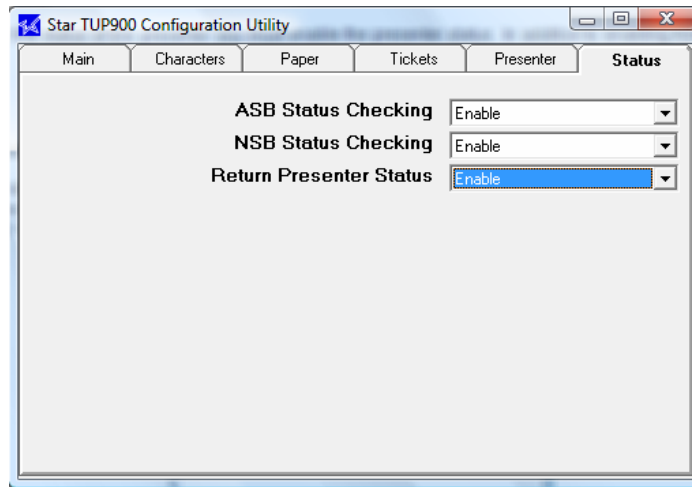 Star TUP900 Configuration Utility
Main Characters Paper Tickets Presenter Status
ASB Status Checking Enable
NSB Status Checking Enable
Return Presenter Status Enable